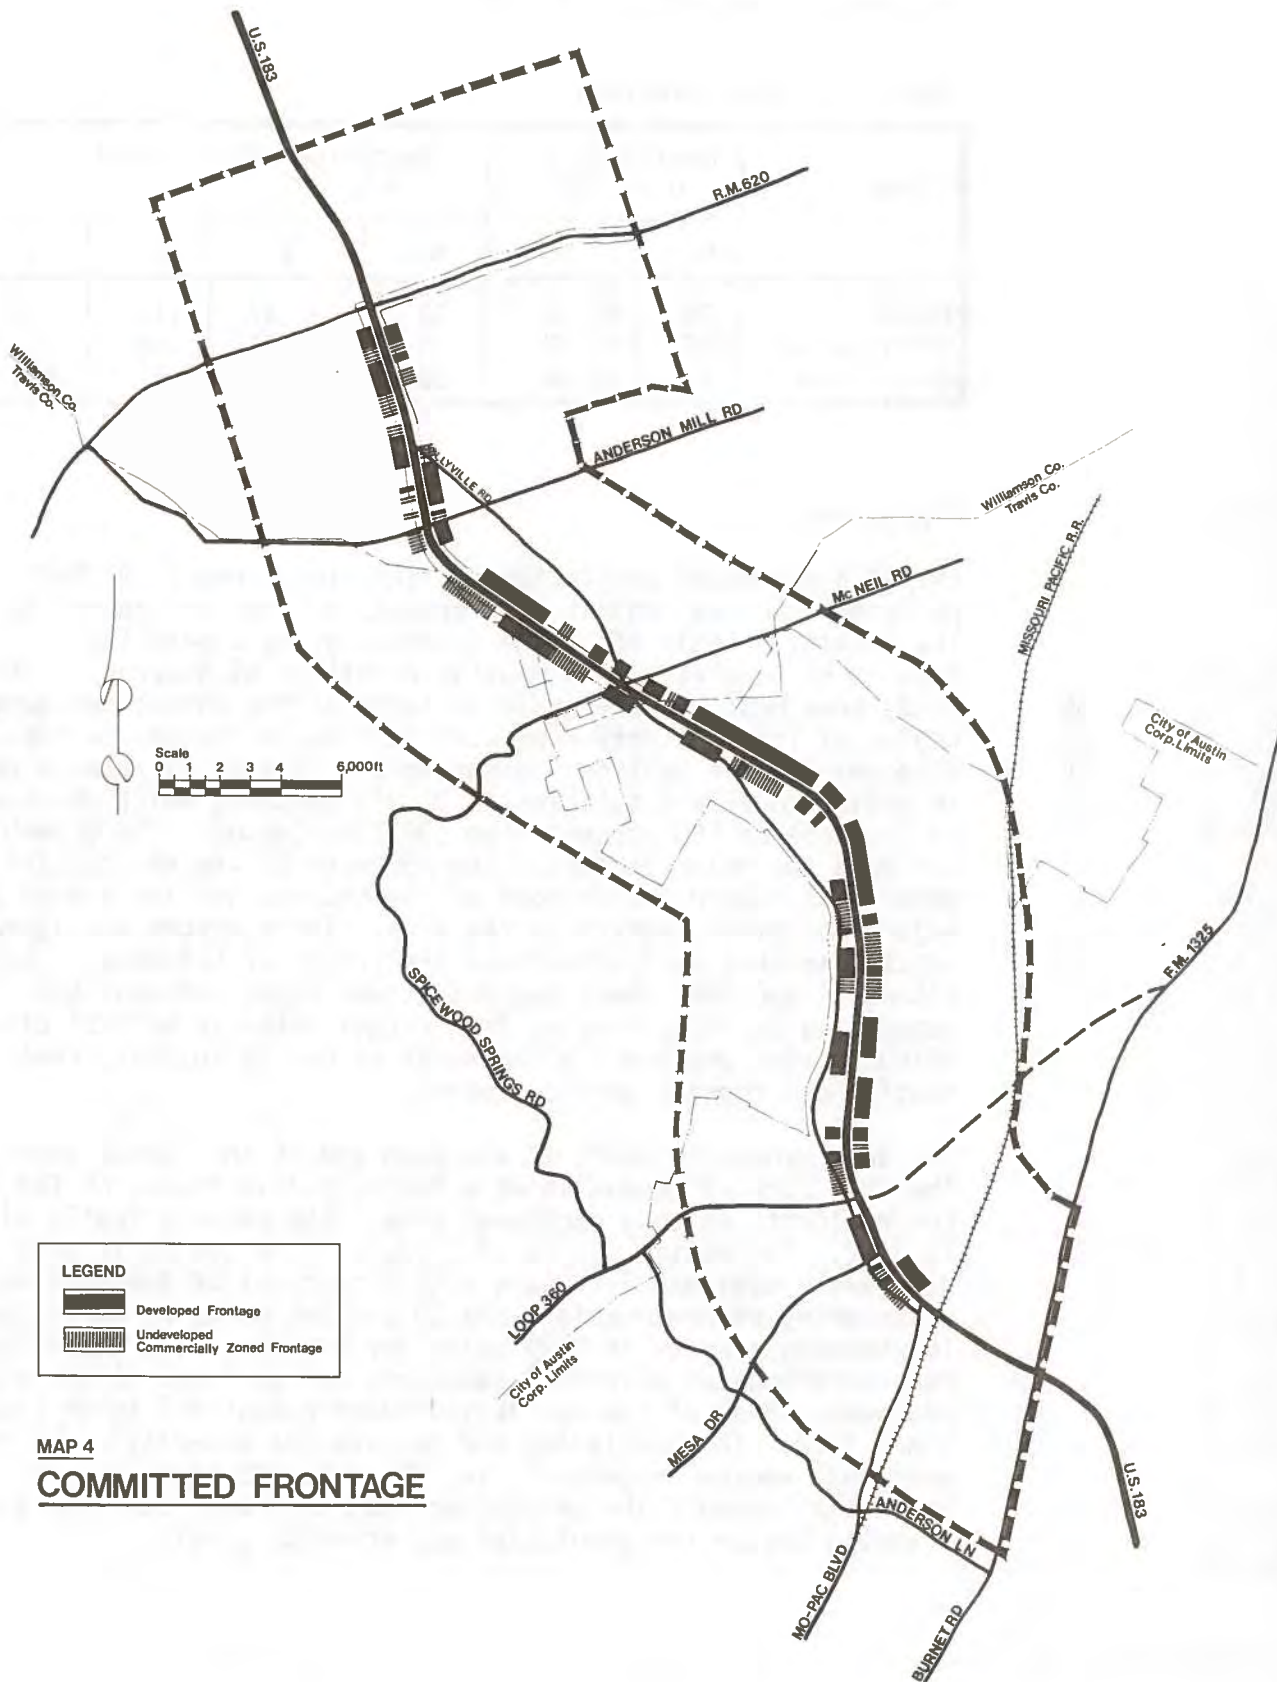 U.S.183
R.M.620
Williamson Co.
Travis Co.
ANDERSON MILL RD
Williamson Co.
Travis Co.
MISSOURI PACIFIC R.R.
Mc NEIL RD
City of Austin
Corp. Limits
Scale
0 1 2 3 4 6,000ft
F.M. 1325
SPICEWOOD SPRINGS RD
LEGEND
Developed Frontage
Undeveloped
Commercially Zoned Frontage
LOOP 360
City of Austin
Corp. Limits
MESA DR
MAP 4
COMMITTED FRONTAGE
U.S.183
ANDERSON LN
MO-PAC BLVD
BURNET RD